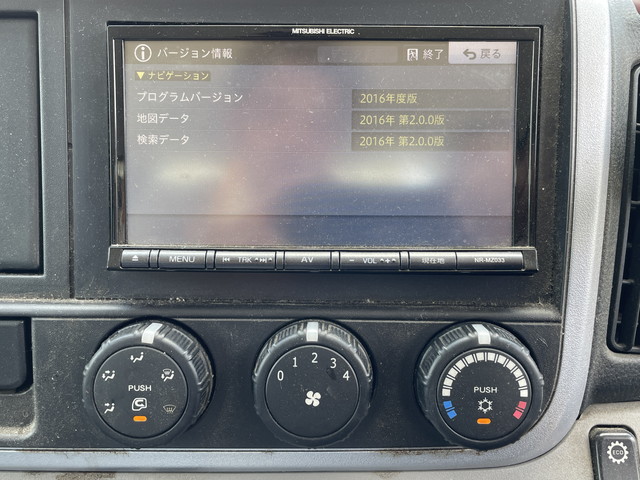 MITSUBISHI ELECTRIC
バージョン情報 終了 戻る
▼ナビゲーション
プログラムバージョン 2016年度版
地図データ 2016年 第2.0.0版
検索データ 2016年 第2.0.0版
MENU TRK AV − VOL + 現在地 NR-MZ033
PUSH
0 1 2 3 4
PUSH
ECO